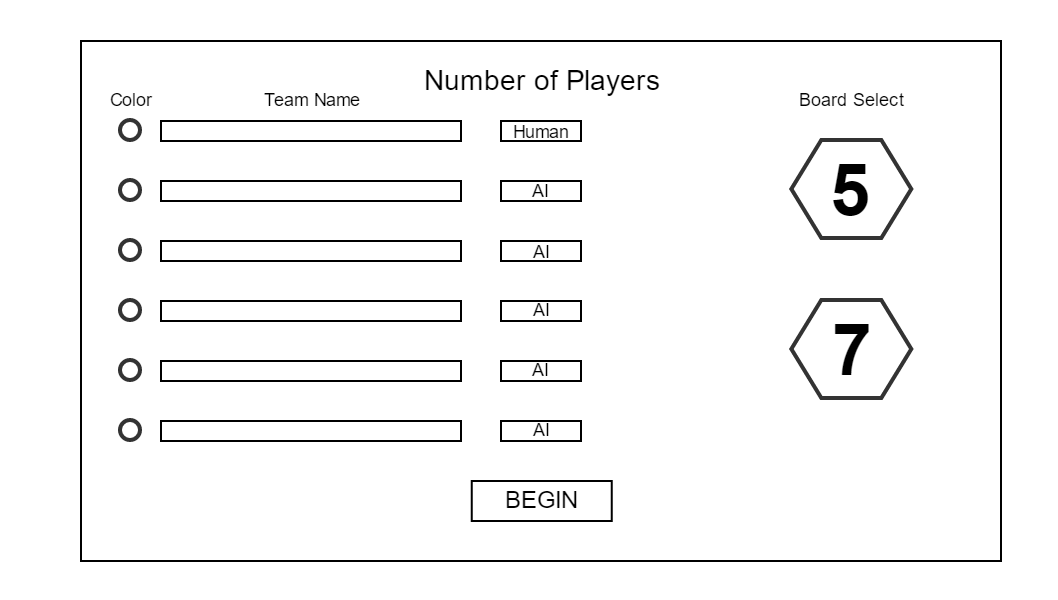 Number of Players
Color Team Name Board Select
Human
AI
5
AI
AI
7
AI
AI
BEGIN